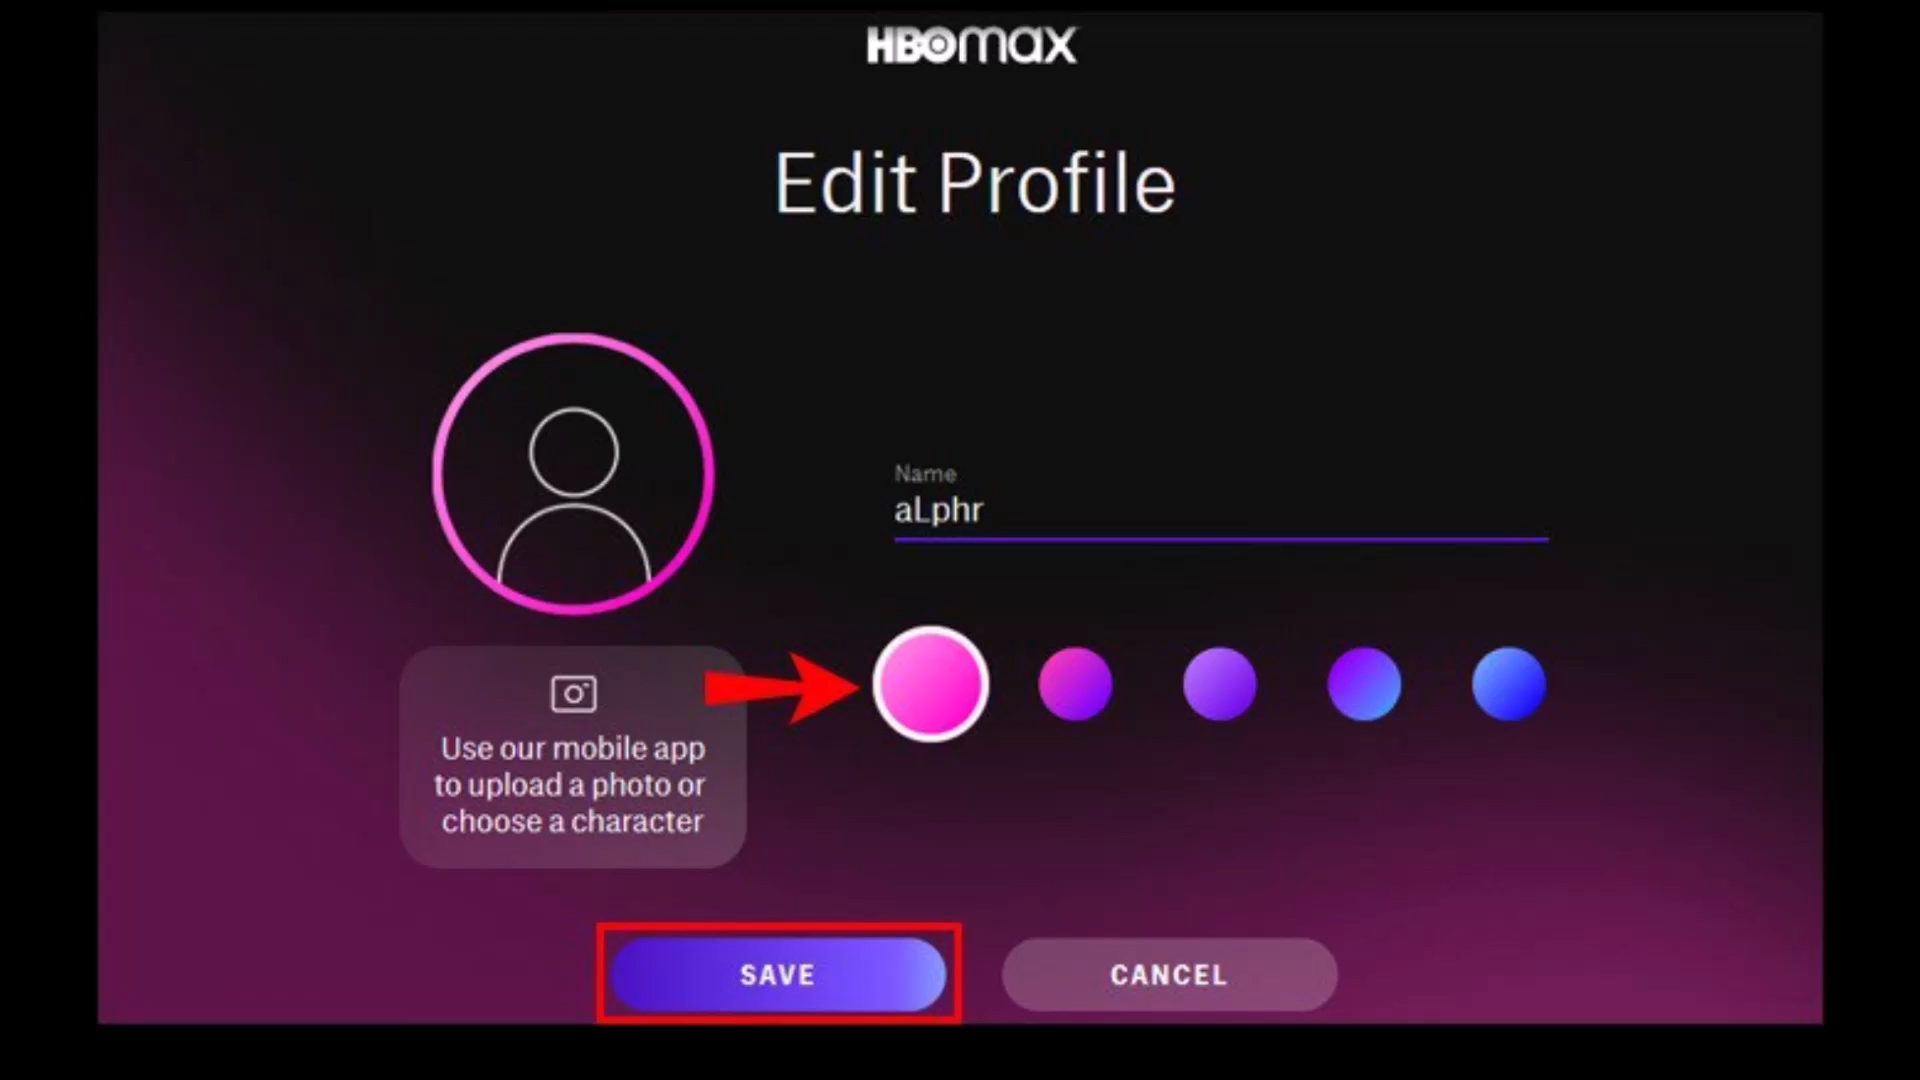 HBOmax
Edit Profile
Name
aLphr
Use our mobile app
to upload a photo or
choose a character
SAVE
CANCEL